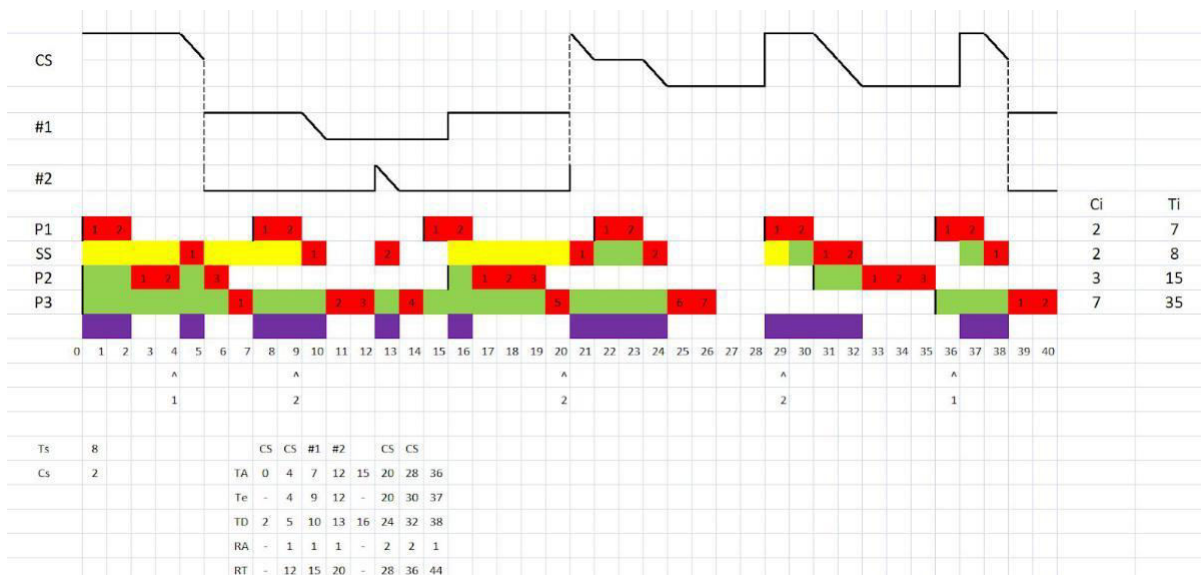 CS
#1
#2
Ci Ti
P1 1 2 1 2 1 2 1 2 1 2 1 2 2 7
SS 1 1 2 1 2 1 2 1 2 8
P2 1 2 3 1 2 3 1 2 3 3 15
P3 1 2 3 4 5 6 7 1 2 7 35
0 1 2 3 4 5 6 7 8 9 10 11 12 13 14 15 16 17 18 19 20 21 22 23 24 25 26 27 28 29 30 31 32 33 34 35 36 37 38 39 40
^ ^ ^ ^ ^
1 2 2 2 1
Ts 8 CS CS #1 #2 CS CS
Cs 2 TA 0 4 7 12 15 20 28 36
Te - 4 9 12 - 20 30 37
TD 2 5 10 13 16 24 32 38
RA - 1 1 1 - 2 2 1
RT - 12 15 20 - 28 36 44